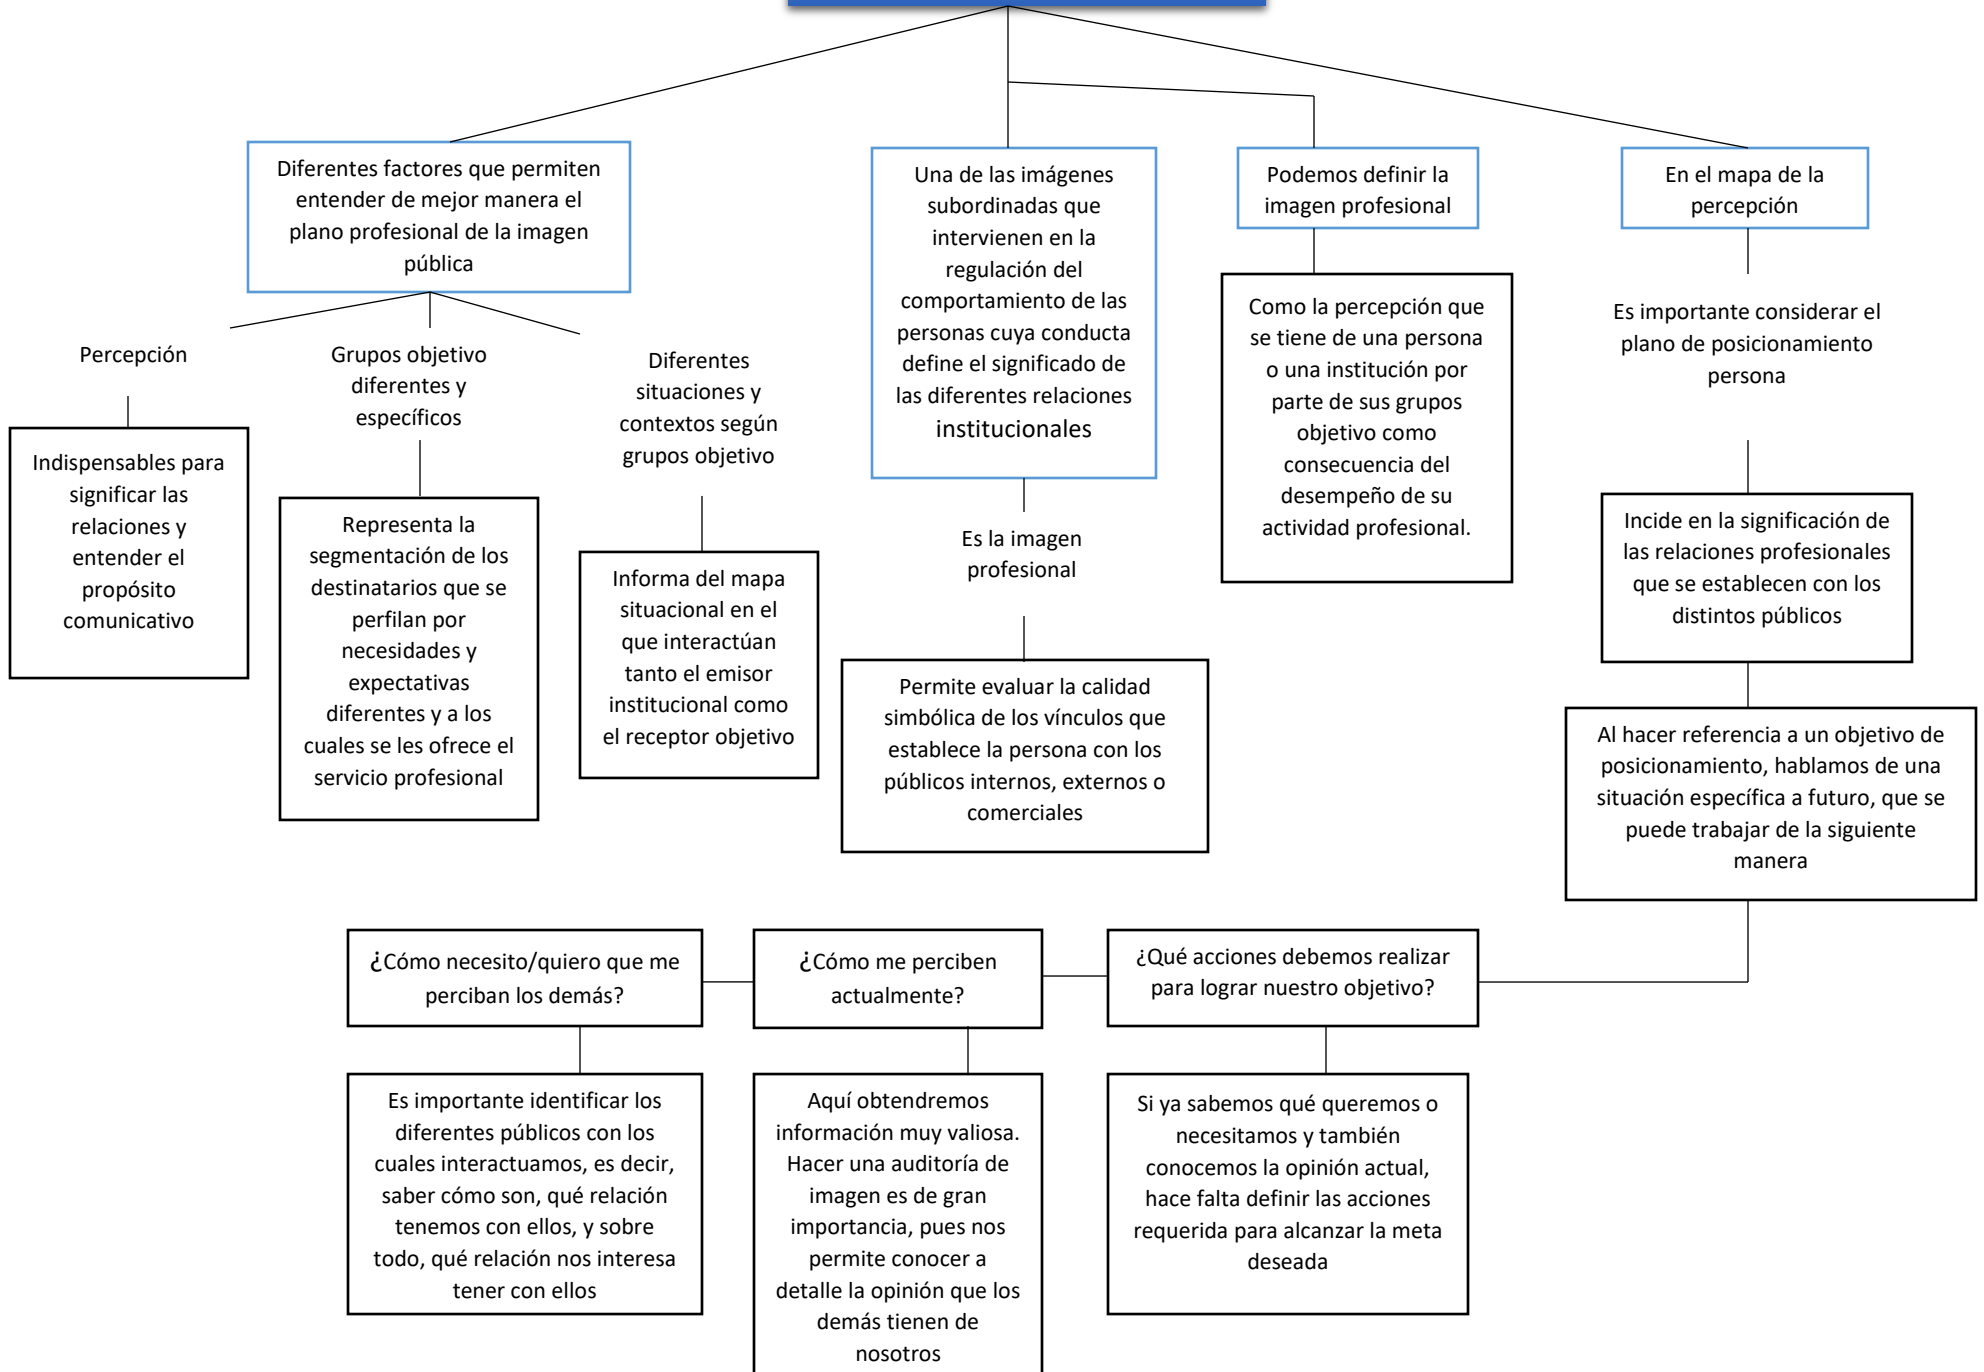 Diferentes factores que permiten
entender de mejor manera el
plano profesional de la imagen
pública
Percepción
Indispensables para
significar las
relaciones y
entender el
propósito
comunicativo
Grupos objetivo
diferentes y
específicos
Representa la
segmentación de los
destinatarios que se
perfilan por
necesidades y
expectativas
diferentes y a los
cuales se les ofrece el
servicio profesional
Diferentes
situaciones y
contextos según
grupos objetivo
Informa del mapa
situacional en el
que interactúan
tanto el emisor
institucional como
el receptor objetivo
Una de las imágenes
subordinadas que
intervienen en la
regulación del
comportamiento de las
personas cuya conducta
define el significado de
las diferentes relaciones
institucionales
Es la imagen
profesional
Permite evaluar la calidad
simbólica de los vínculos que
establece la persona con los
públicos internos, externos o
comerciales
Podemos definir la
imagen profesional
Como la percepción que
se tiene de una persona
o una institución por
parte de sus grupos
objetivo como
consecuencia del
desempeño de su
actividad profesional.
En el mapa de la
percepción
Es importante considerar el
plano de posicionamiento
persona
Incide en la significación de
las relaciones profesionales
que se establecen con los
distintos públicos
Al hacer referencia a un objetivo de
posicionamiento, hablamos de una
situación específica a futuro, que se
puede trabajar de la siguiente
manera
¿Cómo necesito/quiero que me
perciban los demás?
Es importante identificar los
diferentes públicos con los
cuales interactuamos, es decir,
saber cómo son, qué relación
tenemos con ellos, y sobre
todo, qué relación nos interesa
tener con ellos
¿Cómo me perciben
actualmente?
Aquí obtendremos
información muy valiosa.
Hacer una auditoría de
imagen es de gran
importancia, pues nos
permite conocer a
detalle la opinión que los
demás tienen de
nosotros
¿Qué acciones debemos realizar
para lograr nuestro objetivo?
Si ya sabemos qué queremos o
necesitamos y también
conocemos la opinión actual,
hace falta definir las acciones
requerida para alcanzar la meta
deseada